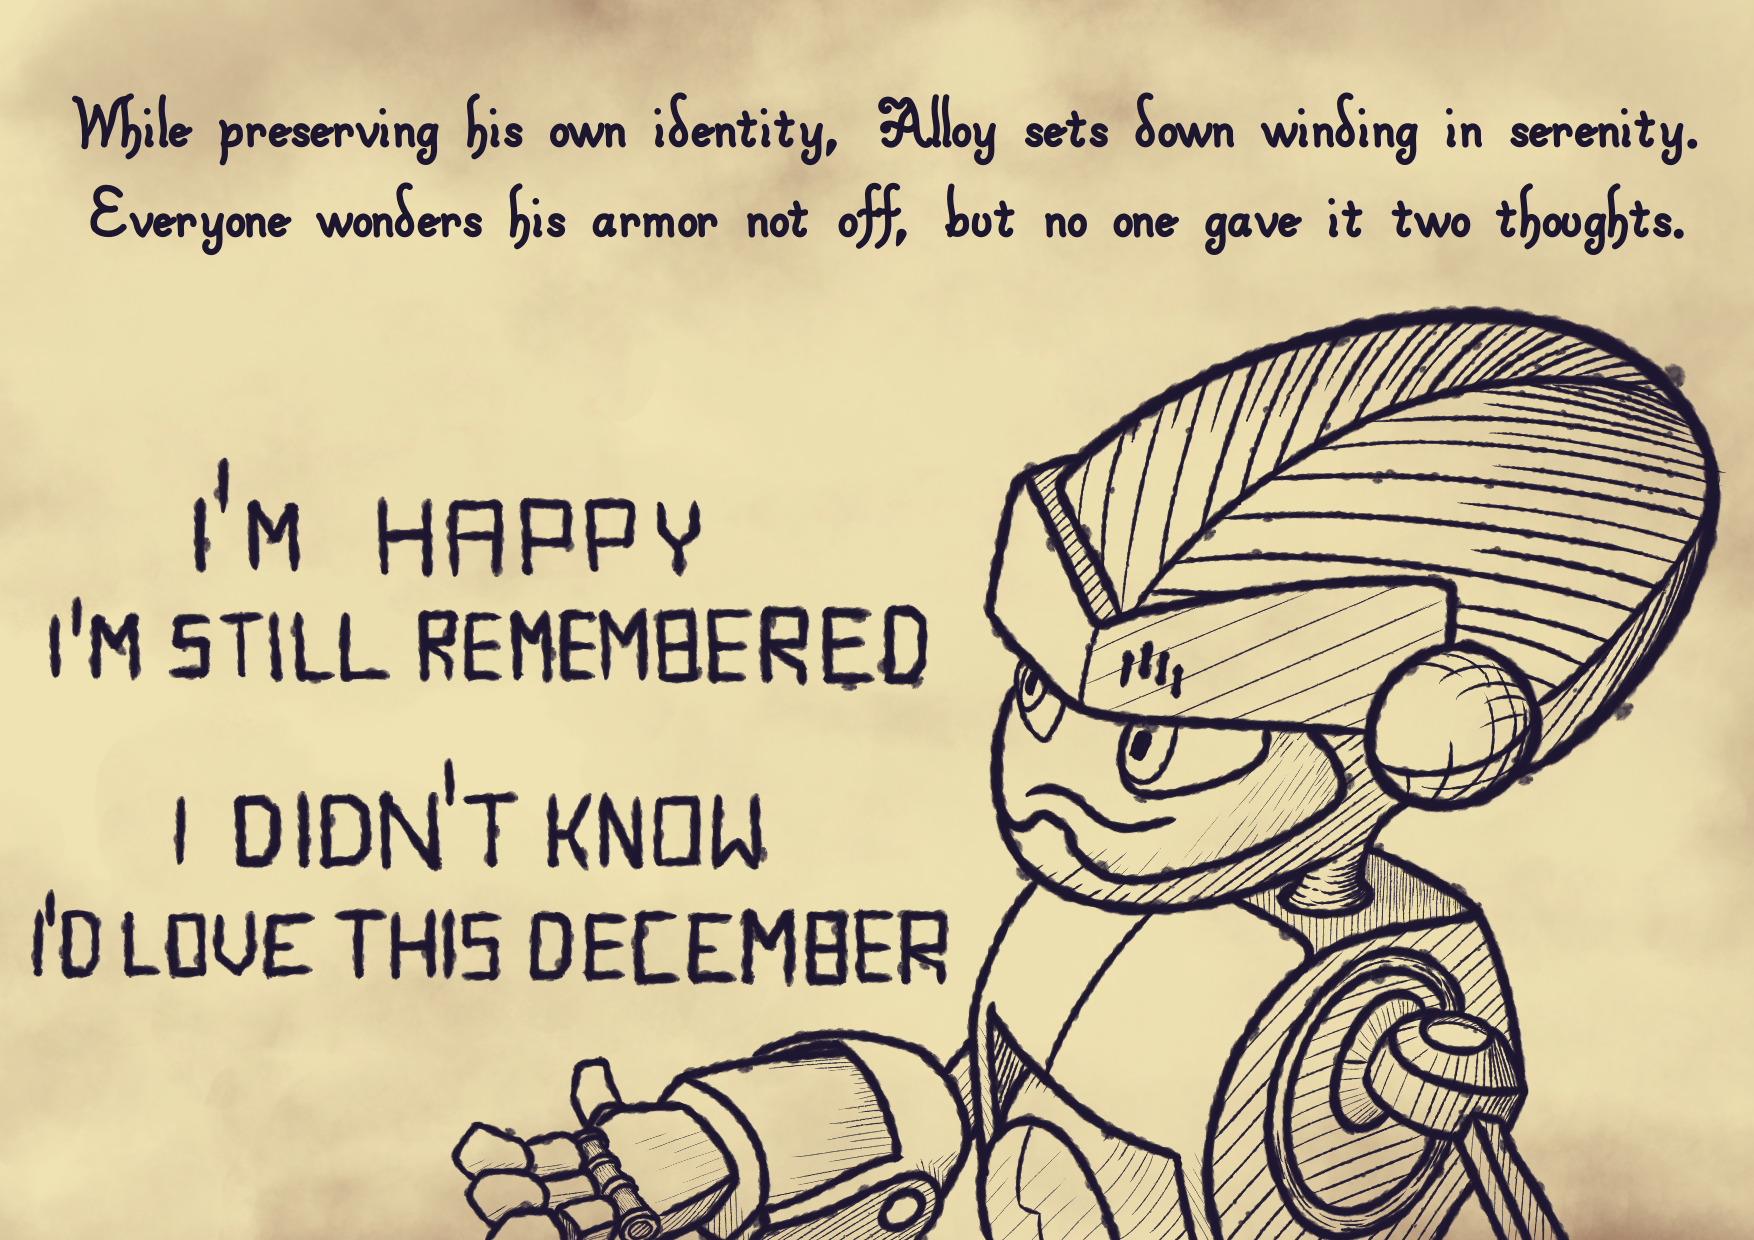 While preserving his own identity, Alloy sets down winding in serenity.
Everyone wonders his armor not off, but no one gave it two thoughts.
I'M HAPPY
I'M STILL REMEMBERED
I DIDN'T KNOW
I'D LOVE THIS DECEMBER